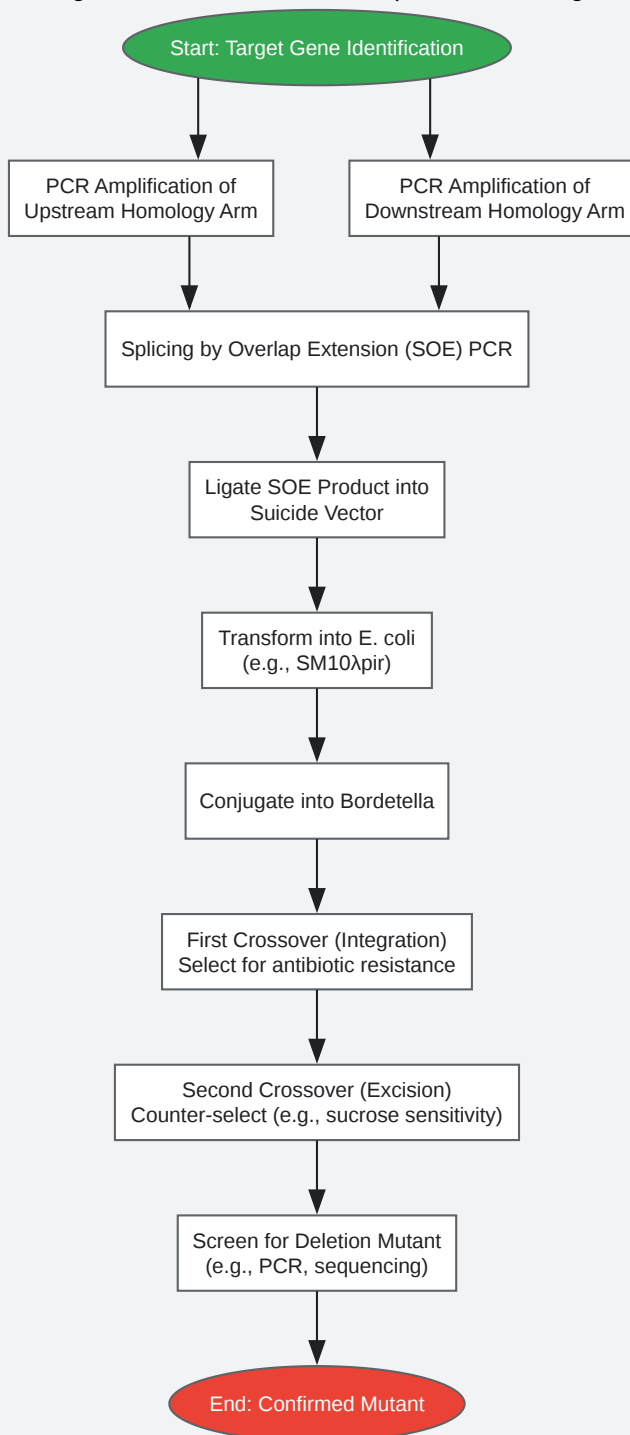 Start: Target Gene Identification
PCR Amplification of
Upstream Homology Arm
PCR Amplification of
Downstream Homology Arm
Splicing by Overlap Extension (SOE) PCR
Ligate SOE Product into
Suicide Vector
Transform into E. coli
(e.g., SM10λpir)
Conjugate into Bordetella
First Crossover (Integration)
Select for antibiotic resistance
Second Crossover (Excision)
Counter-select (e.g., sucrose sensitivity)
Screen for Deletion Mutant
(e.g., PCR, sequencing)
End: Confirmed Mutant